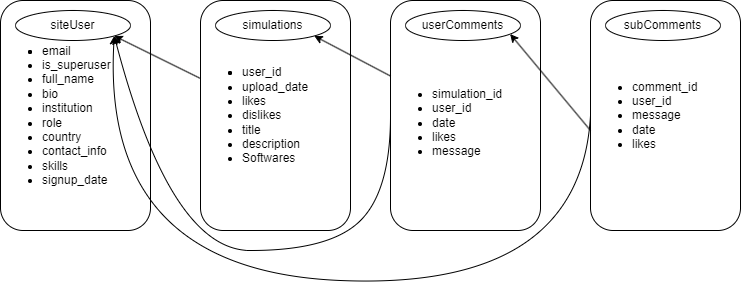 siteUser
email
is_superuser
full_name
bio
institution
role
country
contact_info
skills
signup_date
simulations
user_id
upload_date
likes
dislikes
title
description
Softwares
userComments
simulation_id
user_id
date
likes
message
subComments
comment_id
user_id
message
date
likes